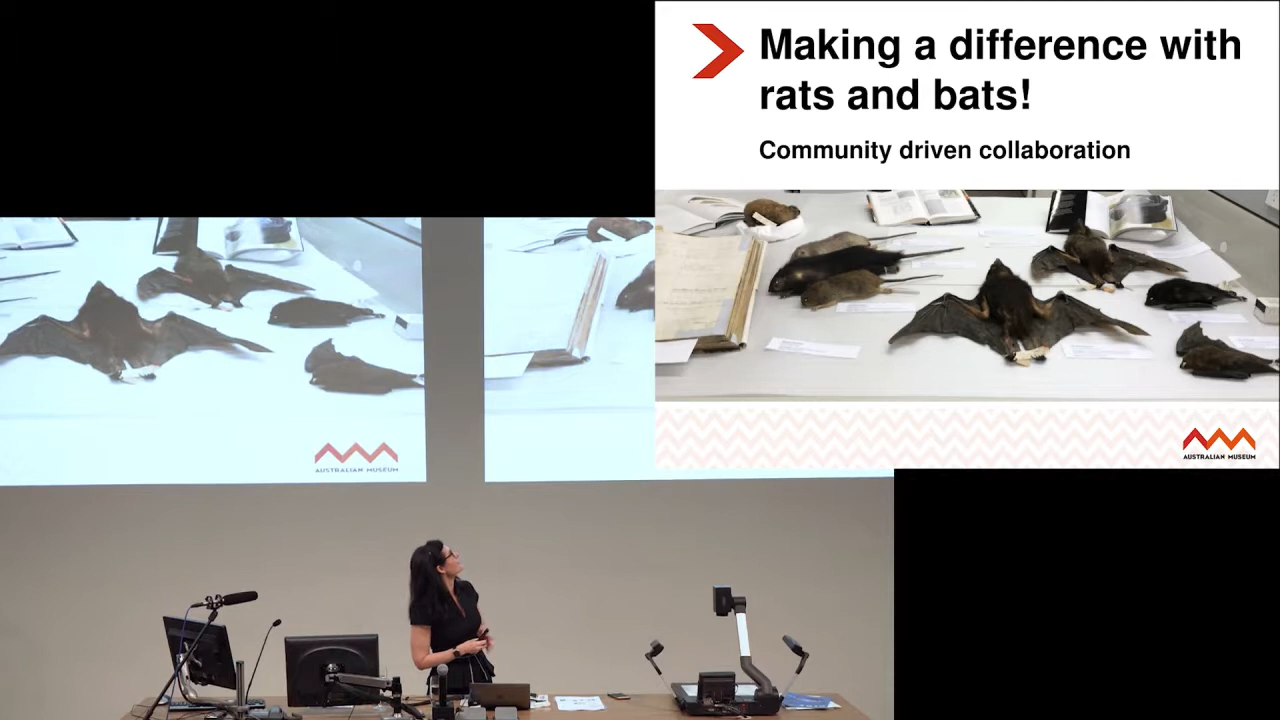 Making a difference with
rats and bats!
Community driven collaboration
AUSTRALIAN MUSEUM
AUSTRALIAN MUSEUM